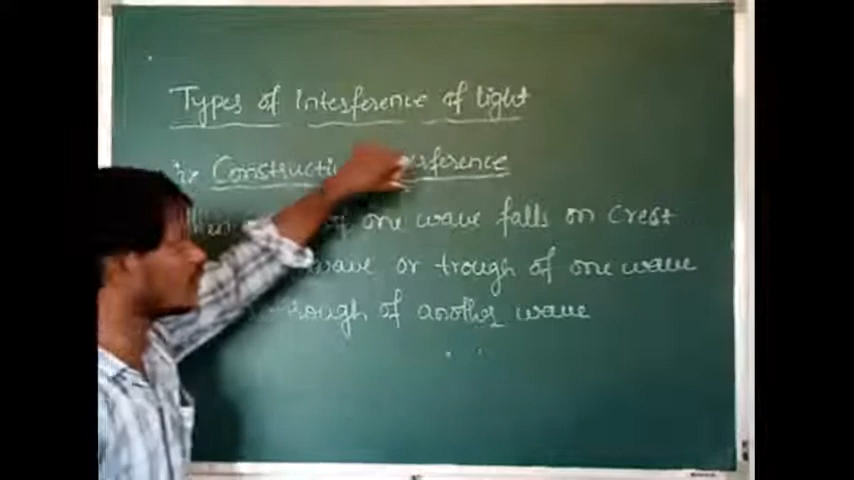 Types of Interference of light
Constructi rference
one wave falls on Crest
wave or trough of one wave
trough of another wave